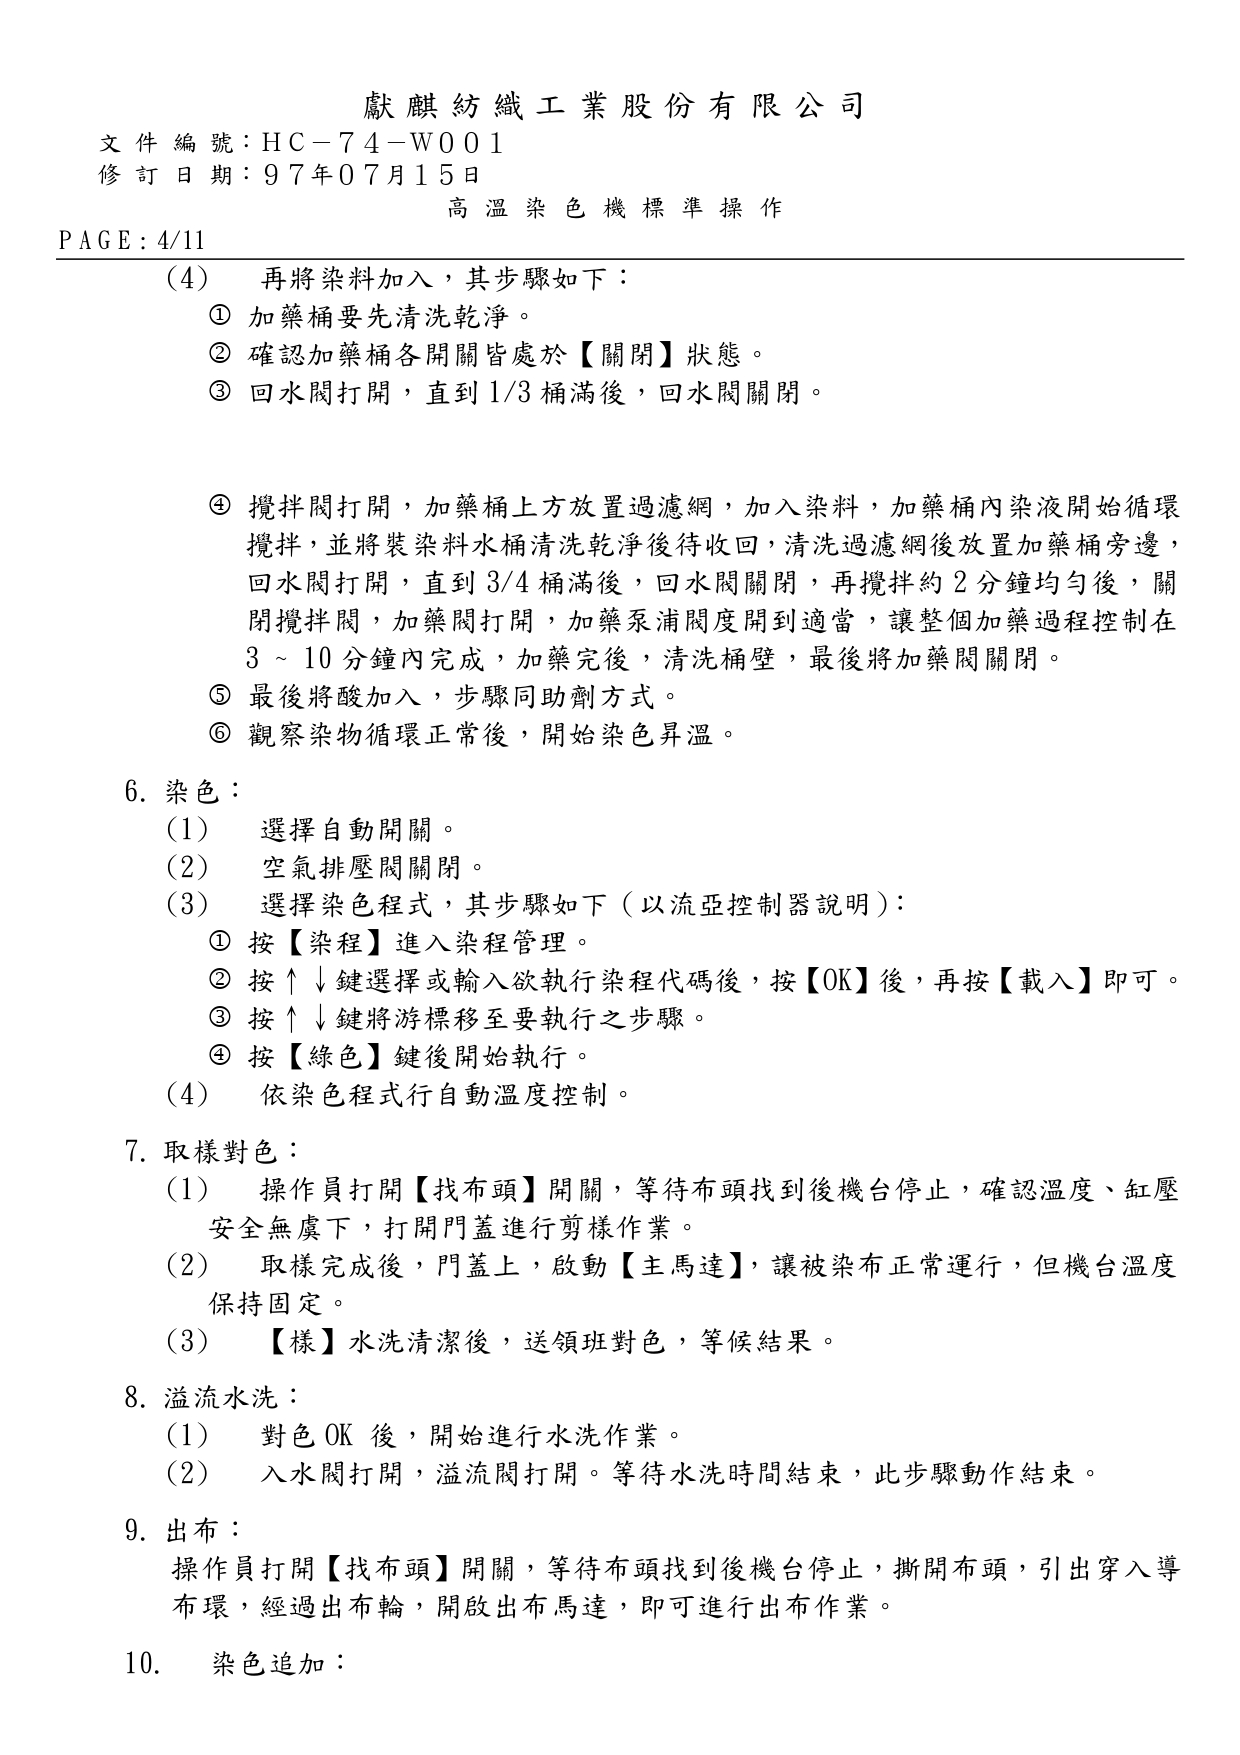 獻麒紡織工業股份有限公司
文件編號：HC－74－W001
修訂日期：97年07月15日
高溫染色機標準操作
PAGE: 4/11
(4) 再將染料加入，其步驟如下：
① 加藥桶要先清洗乾淨。
② 確認加藥桶各開關皆處於【關閉】狀態。
③ 回水閥打開，直到 1/3 桶滿後，回水閥關閉。
④ 攪拌閥打開，加藥桶上方放置過濾網，加入染料，加藥桶內染液開始循環
攪拌，並將裝染料水桶清洗乾淨後待收回，清洗過濾網後放置加藥桶旁邊，
回水閥打開，直到 3/4 桶滿後，回水閥關閉，再攪拌約 2 分鐘均勻後，關
閉攪拌閥，加藥閥打開，加藥泵浦閥度開到適當，讓整個加藥過程控制在
3 ~ 10 分鐘內完成，加藥完後，清洗桶壁，最後將加藥閥關閉。
⑤ 最後將酸加入，步驟同助劑方式。
⑥ 觀察染物循環正常後，開始染色昇溫。
6. 染色：
(1) 選擇自動開關。
(2) 空氣排壓閥關閉。
(3) 選擇染色程式，其步驟如下（以流亞控制器說明）：
① 按【染程】進入染程管理。
② 按↑↓鍵選擇或輸入欲執行染程代碼後，按【OK】後，再按【載入】即可。
③ 按↑↓鍵將游標移至要執行之步驟。
④ 按【綠色】鍵後開始執行。
(4) 依染色程式行自動溫度控制。
7. 取樣對色：
(1) 操作員打開【找布頭】開關，等待布頭找到後機台停止，確認溫度、缸壓
安全無虞下，打開門蓋進行剪樣作業。
(2) 取樣完成後，門蓋上，啟動【主馬達】，讓被染布正常運行，但機台溫度
保持固定。
(3) 【樣】水洗清潔後，送領班對色，等候結果。
8. 溢流水洗：
(1) 對色 OK 後，開始進行水洗作業。
(2) 入水閥打開，溢流閥打開。等待水洗時間結束，此步驟動作結束。
9. 出布：
操作員打開【找布頭】開關，等待布頭找到後機台停止，撕開布頭，引出穿入導
布環，經過出布輪，開啟出布馬達，即可進行出布作業。
10. 染色追加：